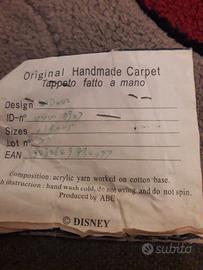 Original Handmade Carpet
Tappeto fatto a mano
Design
ID-n°
Sizes
Lot n°
EAN
Composition: acrylic yarn worked on cotton base.
instruction: hand wash cold, do not wring, and do not spin.
Produced by ABC
© DISNEY
subito